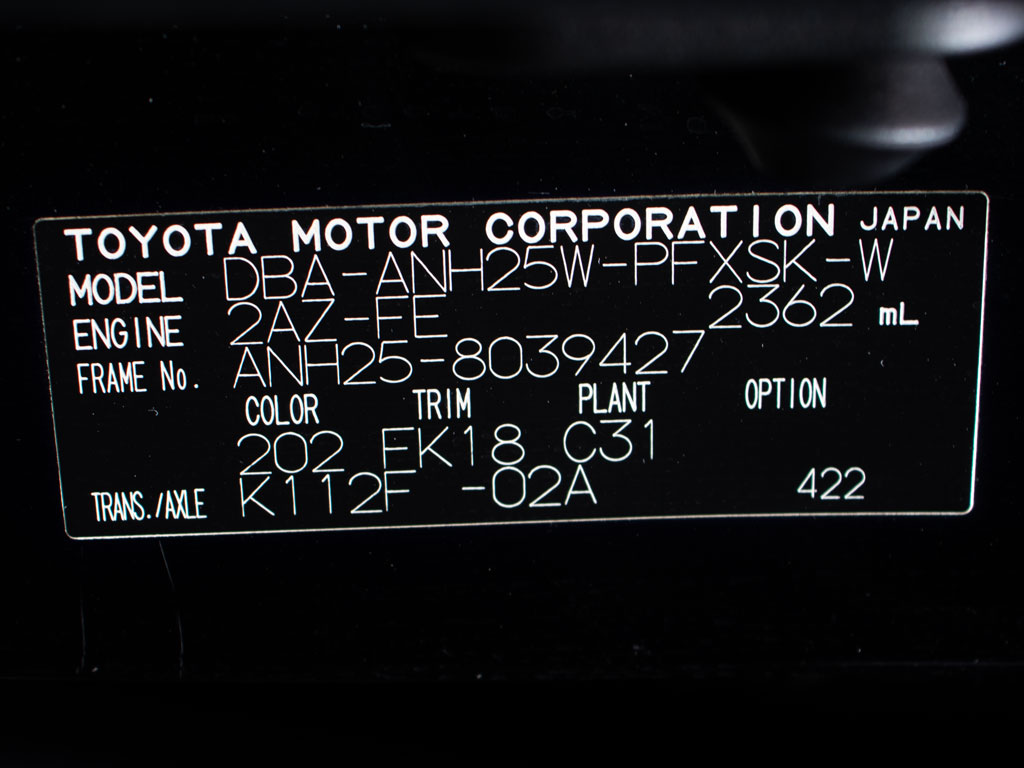 TOYOTA MOTOR CORPORATION JAPAN
MODEL DBA-ANH25W-PFXSK-W
ENGINE 2AZ-FE 2362 mL
FRAME No. ANH25-8039427
COLOR TRIM PLANT OPTION
202 FK18 C31
TRANS./AXLE K112F -02A 422